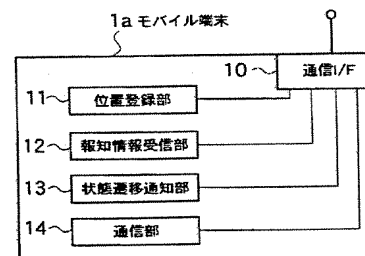 1a モバイル端末
10 通信I/F
11 位置登録部
12 報知情報受信部
13 状態遷移通知部
14 通信部